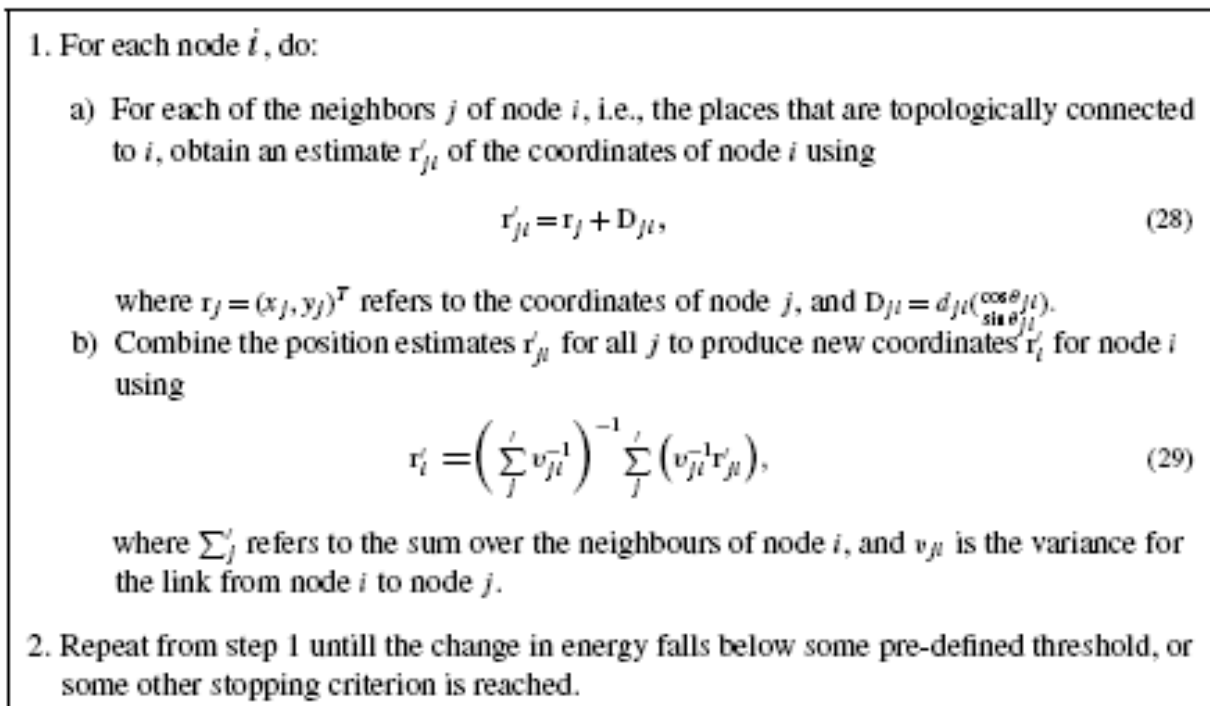 1. For each node i, do:
a) For each of the neighbors j of node i, i.e., the places that are topologically connected
to i, obtain an estimate r′ⱼᵢ of the coordinates of node i using
r′ⱼᵢ = rⱼ + Dⱼᵢ, (28)
where rⱼ = (xⱼ, yⱼ)ᵀ refers to the coordinates of node j, and Dⱼᵢ = dⱼᵢ(cos θⱼᵢ sin θⱼᵢ).
b) Combine the position estimates r′ⱼᵢ for all j to produce new coordinates r′ᵢ for node i
using
r′ᵢ = (∑′ⱼ vⱼᵢ⁻¹)⁻¹ ∑′ⱼ (vⱼᵢ⁻¹ r′ⱼᵢ), (29)
where ∑′ⱼ refers to the sum over the neighbours of node i, and vⱼᵢ is the variance for
the link from node i to node j.
2. Repeat from step 1 untill the change in energy falls below some pre-defined threshold, or
some other stopping criterion is reached.